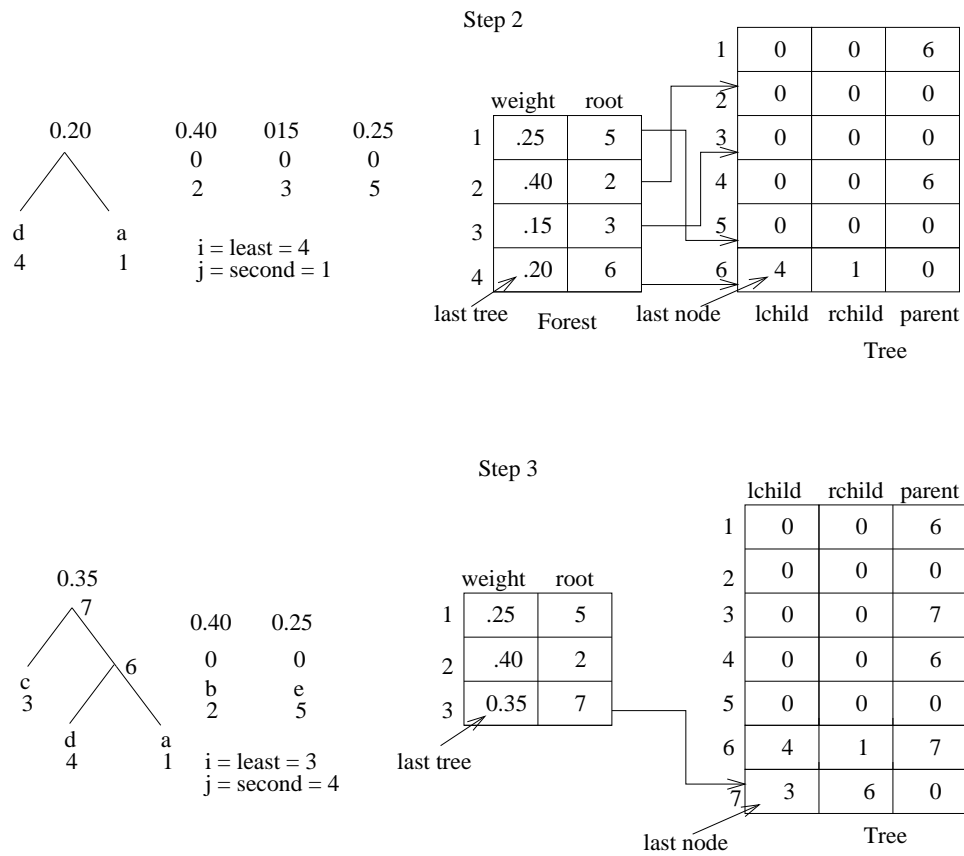 Step 2
0.20
d
4
a
1
0.40 015 0.25
0 0 0
2 3 5
i = least = 4
j = second = 1
weight root
1 .25 5
2 .40 2
3 .15 3
4 .20 6
last tree
Forest
1 0 0 6
2 0 0 0
3 0 0 0
4 0 0 6
5 0 0 0
6 4 1 0
last node
lchild rchild parent
Tree
Step 3
0.35
7
6
c
3
d
4
a
1
0.40 0.25
0 0
b e
2 5
i = least = 3
j = second = 4
weight root
1 .25 5
2 .40 2
3 0.35 7
last tree
lchild rchild parent
1 0 0 6
2 0 0 0
3 0 0 7
4 0 0 6
5 0 0 0
6 4 1 7
7 3 6 0
last node
Tree